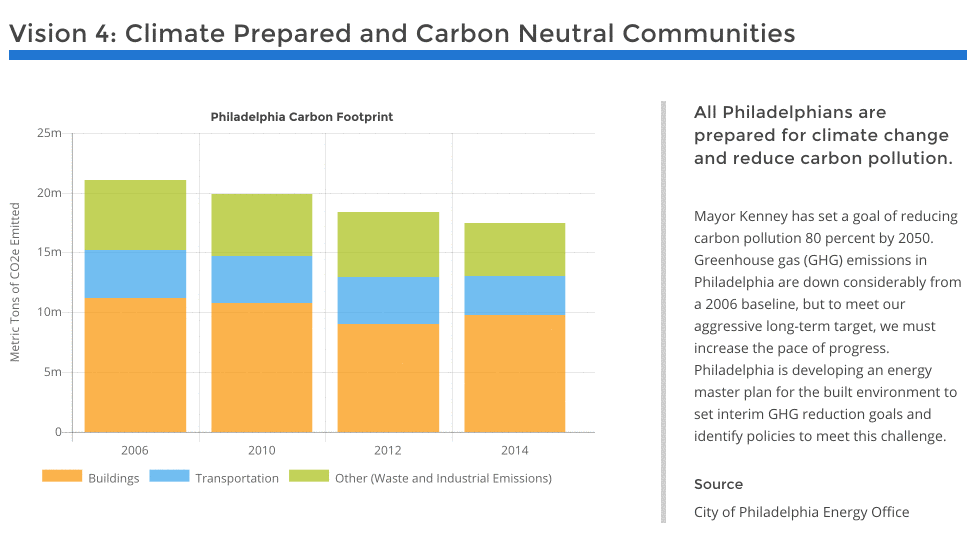 Vision 4: Climate Prepared and Carbon Neutral Communities
Philadelphia Carbon Footprint
Metric Tons of CO2e Emitted
25m
20m
15m
10m
5m
0
2006 2010 2012 2014
Buildings Transportation Other (Waste and Industrial Emissions)
All Philadelphians are
prepared for climate change
and reduce carbon pollution.
Mayor Kenney has set a goal of reducing
carbon pollution 80 percent by 2050.
Greenhouse gas (GHG) emissions in
Philadelphia are down considerably from
a 2006 baseline, but to meet our
aggressive long-term target, we must
increase the pace of progress.
Philadelphia is developing an energy
master plan for the built environment to
set interim GHG reduction goals and
identify policies to meet this challenge.
Source
City of Philadelphia Energy Office